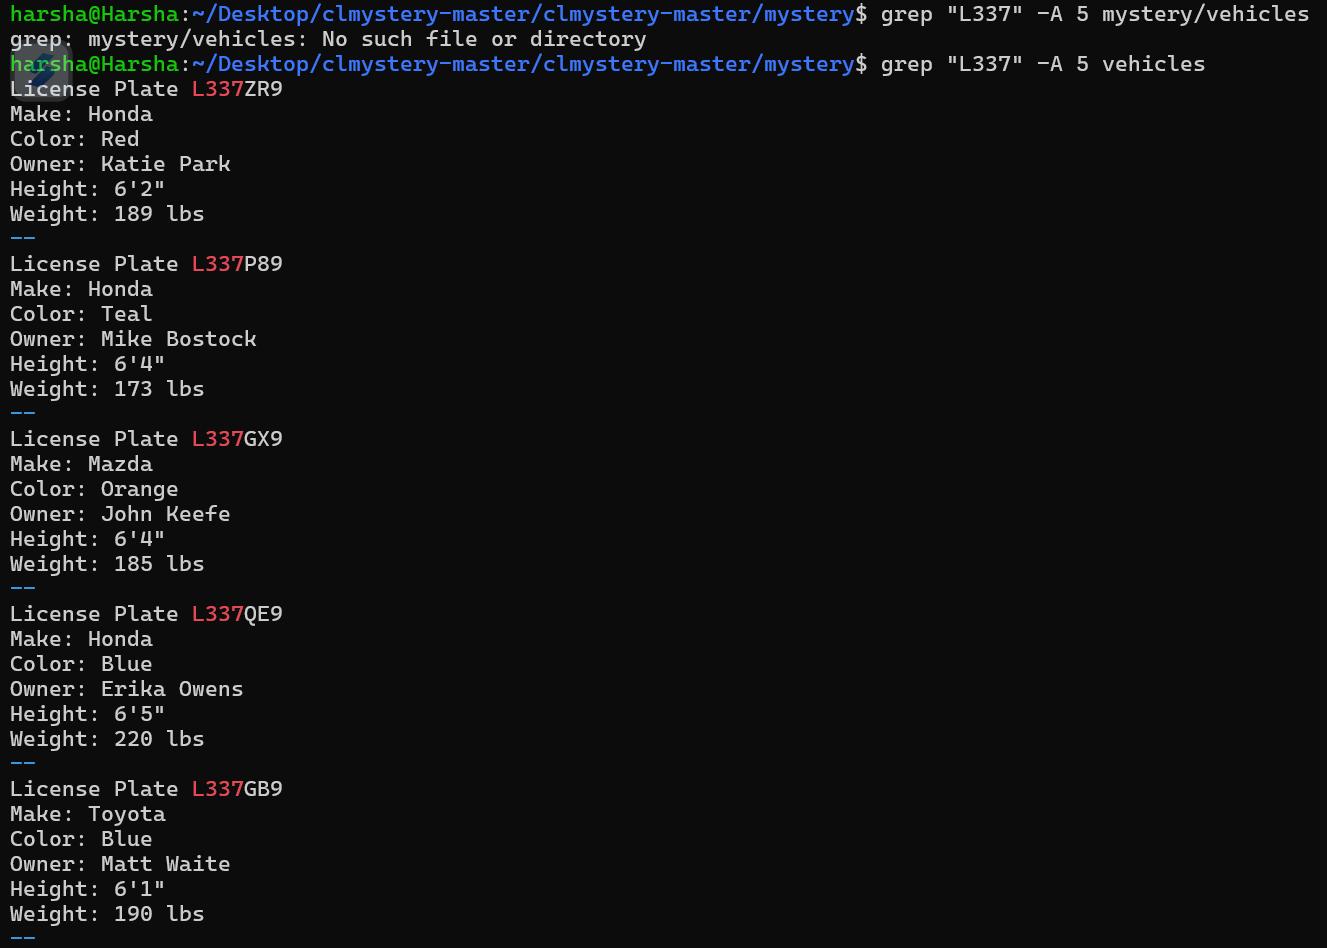 harsha@Harsha:~/Desktop/clmystery-master/clmystery-master/mystery$ grep "L337" -A 5 mystery/vehicles
grep: mystery/vehicles: No such file or directory
harsha@Harsha:~/Desktop/clmystery-master/clmystery-master/mystery$ grep "L337" -A 5 vehicles
License Plate L337ZR9
Make: Honda
Color: Red
Owner: Katie Park
Height: 6'2"
Weight: 189 lbs
--
License Plate L337P89
Make: Honda
Color: Teal
Owner: Mike Bostock
Height: 6'4"
Weight: 173 lbs
--
License Plate L337GX9
Make: Mazda
Color: Orange
Owner: John Keefe
Height: 6'4"
Weight: 185 lbs
--
License Plate L337QE9
Make: Honda
Color: Blue
Owner: Erika Owens
Height: 6'5"
Weight: 220 lbs
--
License Plate L337GB9
Make: Toyota
Color: Blue
Owner: Matt Waite
Height: 6'1"
Weight: 190 lbs
--